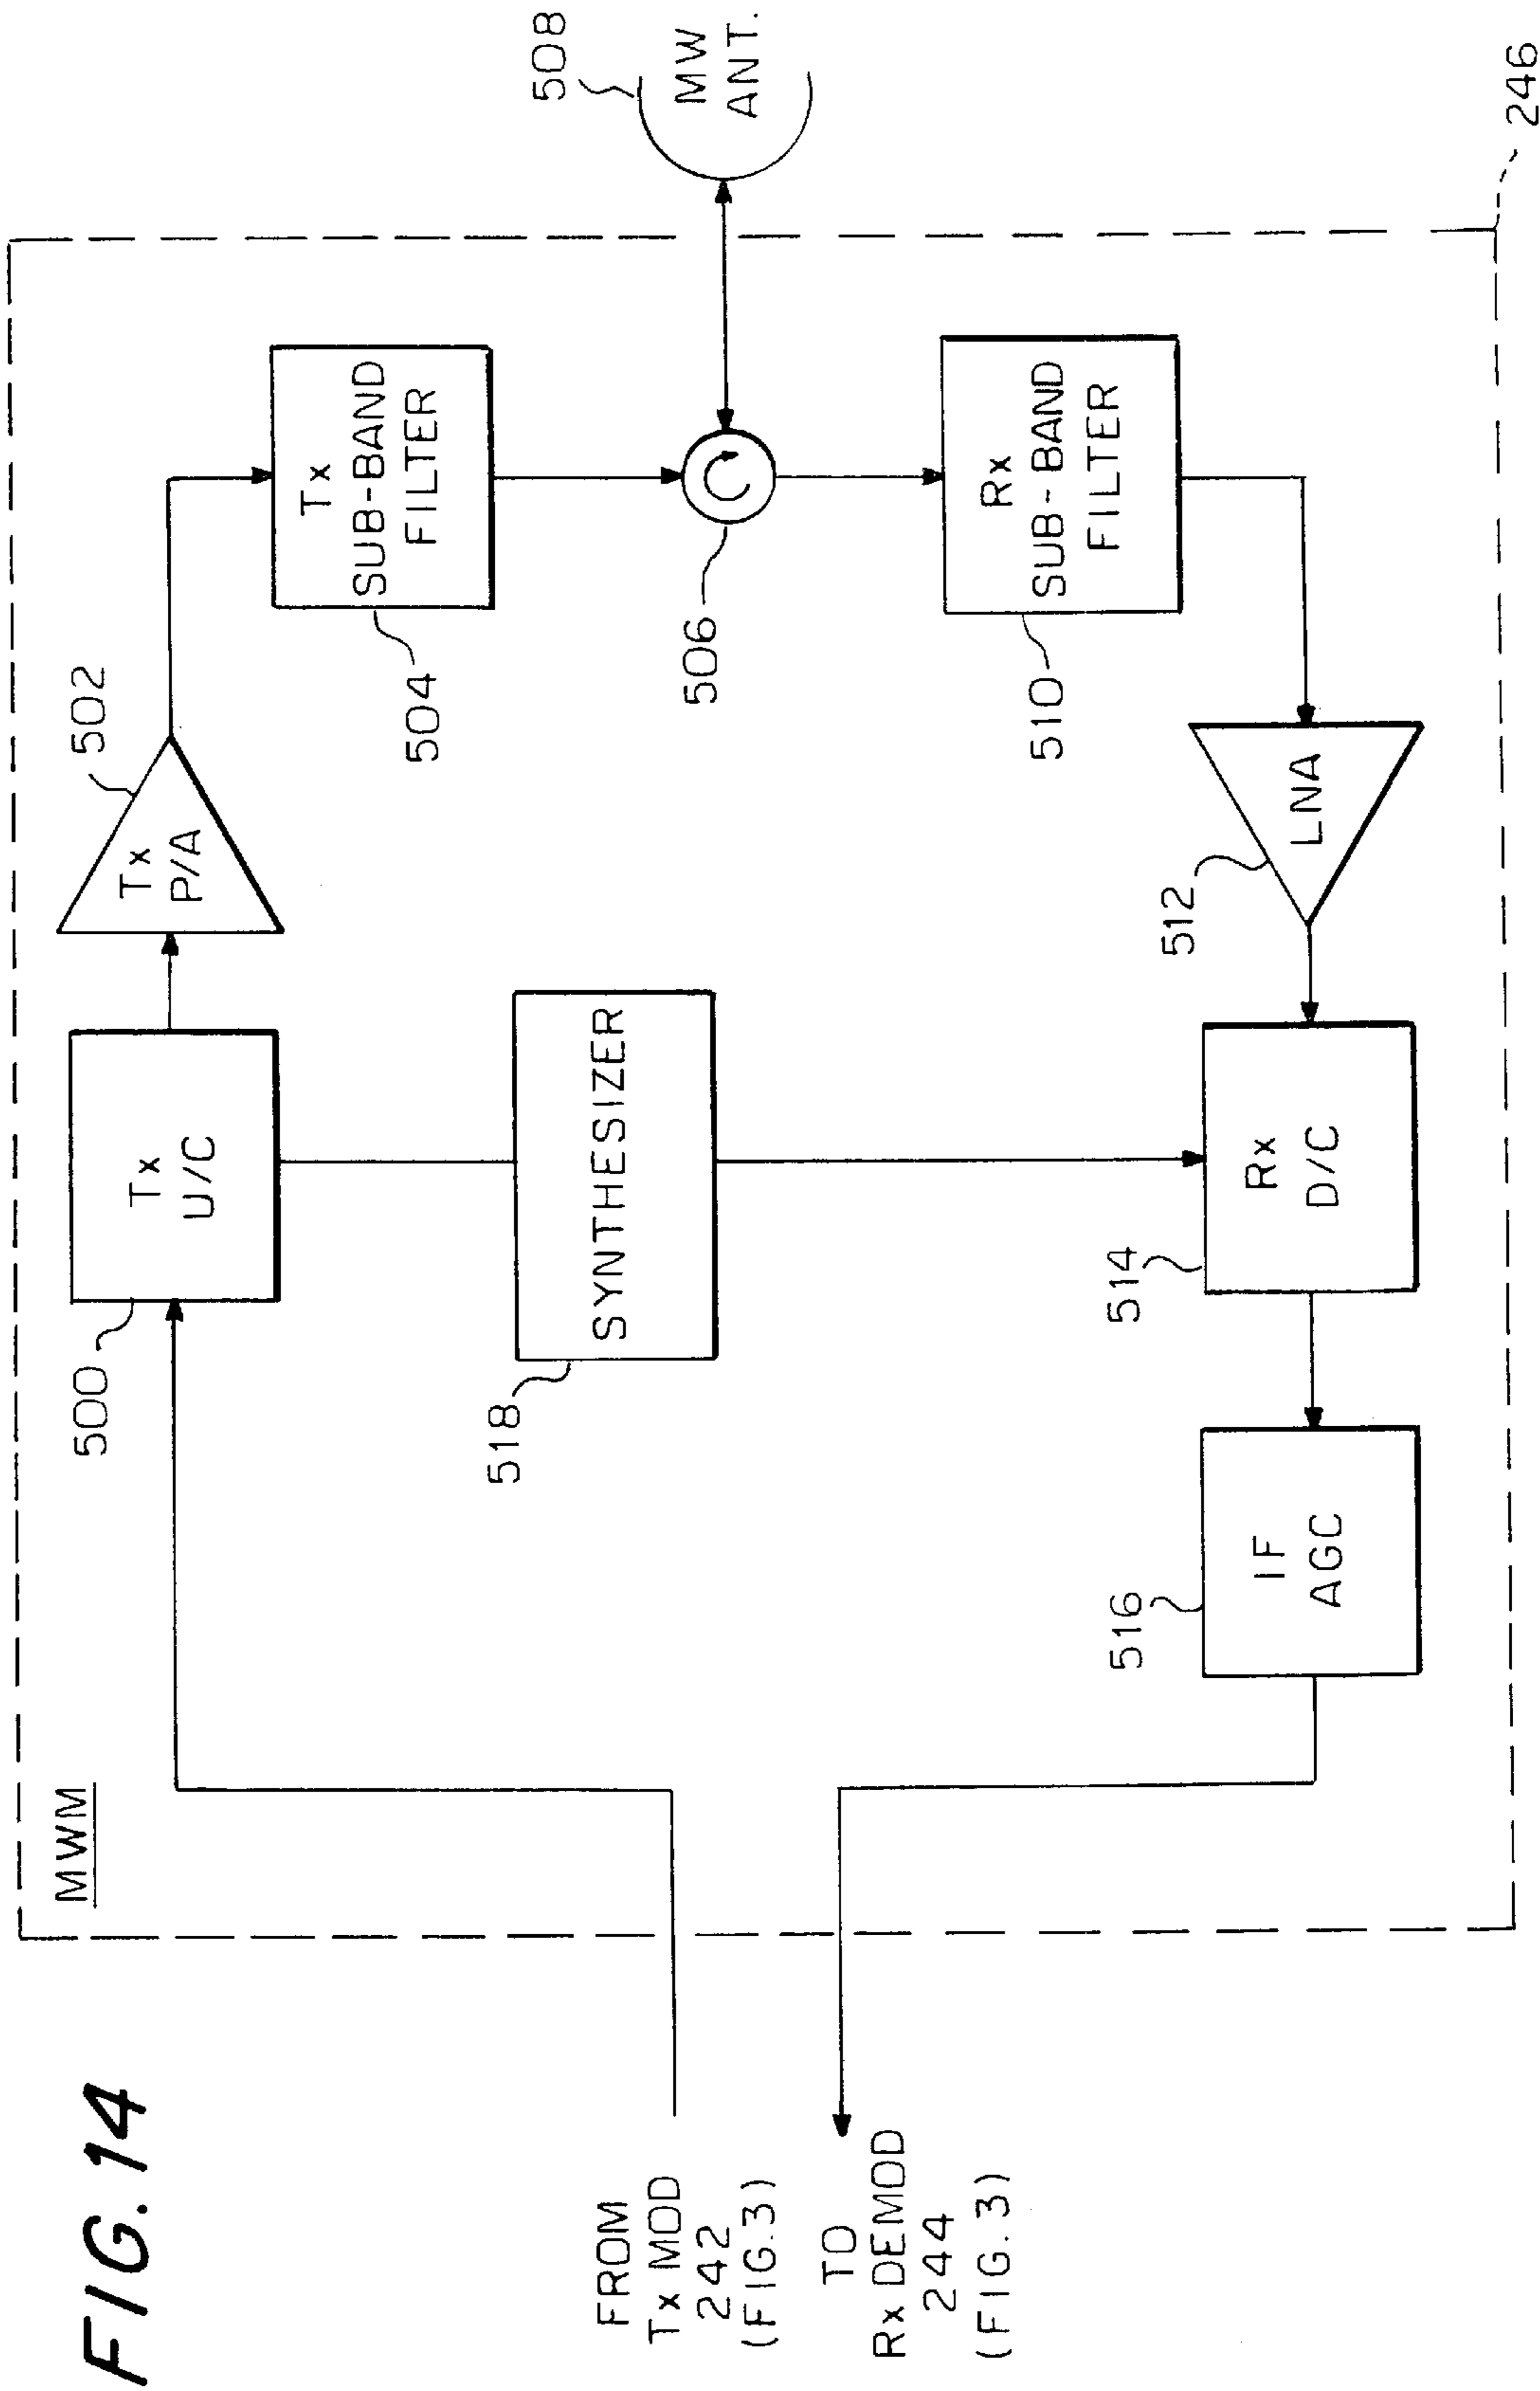 FIG. 14
MWM
500
Tx
U/C
502
Tx
P/A
504
Tx
SUB-BAND
FILTER
506
508
MW
ANT.
518
SYNTHESIZER
510
Rx
SUB-BAND
FILTER
512
LNA
514
Rx
D/C
516
IF
AGC
FROM
Tx MOD
242
(FIG.3)
TO
Rx DEMOD
244
(FIG.3)
246